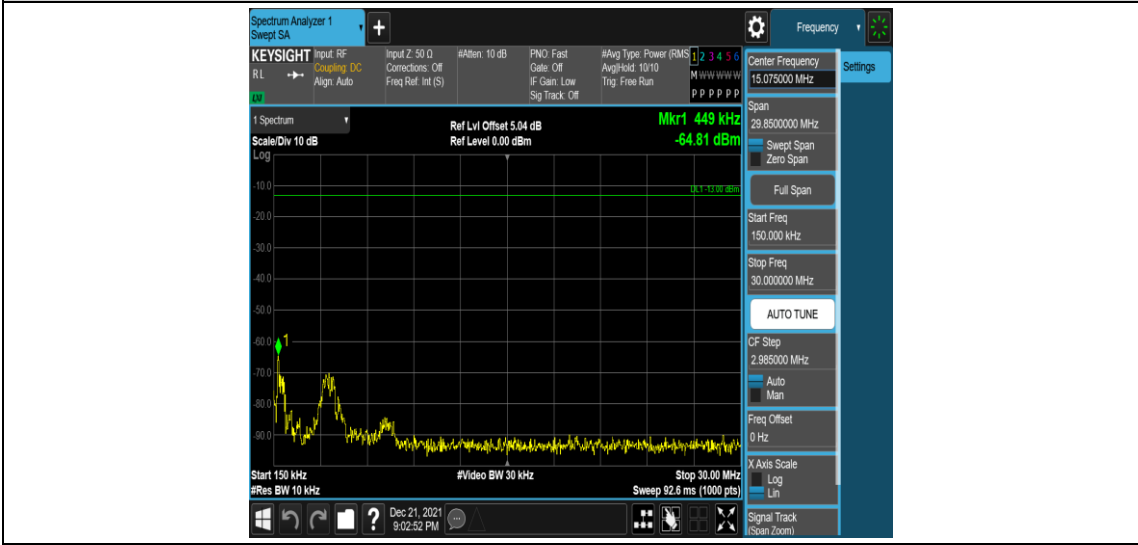 Spectrum Analyzer 1
Swept SA
+
Frequency
KEYSIGHT
RL
LM
Input: RF
Coupling: DC
Align: Auto
Input Z: 50 Ω
Corrections: Off
Freq Ref: Int (S)
#Atten: 10 dB
PNO: Fast
Gate: Off
IF Gain: Low
Sig Track: Off
#Avg Type: Power (RMS
Avg|Hold: 10/10
Trig: Free Run
1 2 3 4 5 6
M W W W W W
P P P P P P
1 Spectrum
Scale/Div 10 dB
Log
Ref Lvl Offset 5.04 dB
Ref Level 0.00 dBm
Mkr1 449 kHz
-64.81 dBm
DL1 -13.00 dBm
-10.0
-20.0
-30.0
-40.0
-50.0
-60.0
1
-70.0
-80.0
-90.0
Start 150 kHz
#Res BW 10 kHz
#Video BW 30 kHz
Stop 30.00 MHz
Sweep 92.6 ms (1000 pts)
?
Dec 21, 2021
9:02:52 PM
Center Frequency
15.075000 MHz
Span
29.8500000 MHz
Swept Span
Zero Span
Full Span
Start Freq
150.000 kHz
Stop Freq
30.000000 MHz
AUTO TUNE
CF Step
2.985000 MHz
Auto
Man
Freq Offset
0 Hz
X Axis Scale
Log
Lin
Signal Track
(Span Zoom)
Settings